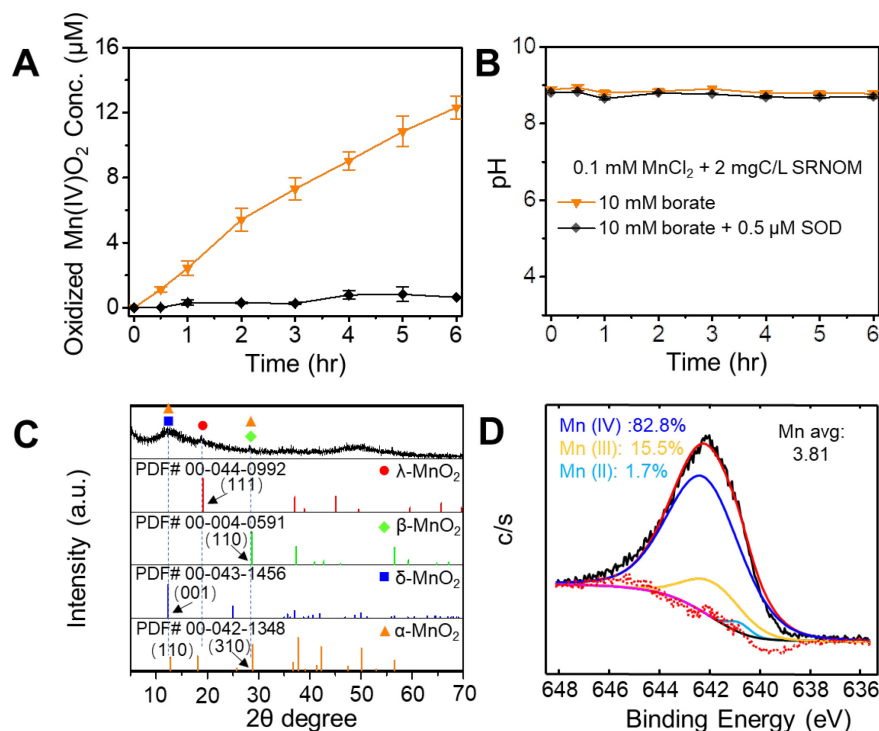 A
Oxidized Mn(IV)O₂ Conc. (µM)
16
12
8
4
0
0 1 2 3 4 5 6
Time (hr)
B
pH
10
9
8
7
6
5
4
3
0.1 mM MnCl₂ + 2 mgC/L SRNOM
10 mM borate
10 mM borate + 0.5 µM SOD
0 1 2 3 4 5 6
Time (hr)
C
Intensity (a.u.)
PDF# 00-044-0992
λ-MnO₂
(111)
PDF# 00-004-0591
β-MnO₂
(110)
PDF# 00-043-1456
δ-MnO₂
(001)
PDF# 00-042-1348
α-MnO₂
(110) (310)
10 20 30 40 50 60 70
2θ degree
D
Mn (IV) :82.8%
Mn (III): 15.5%
Mn (II): 1.7%
Mn avg:
3.81
c/s
648 646 644 642 640 638 636
Binding Energy (eV)